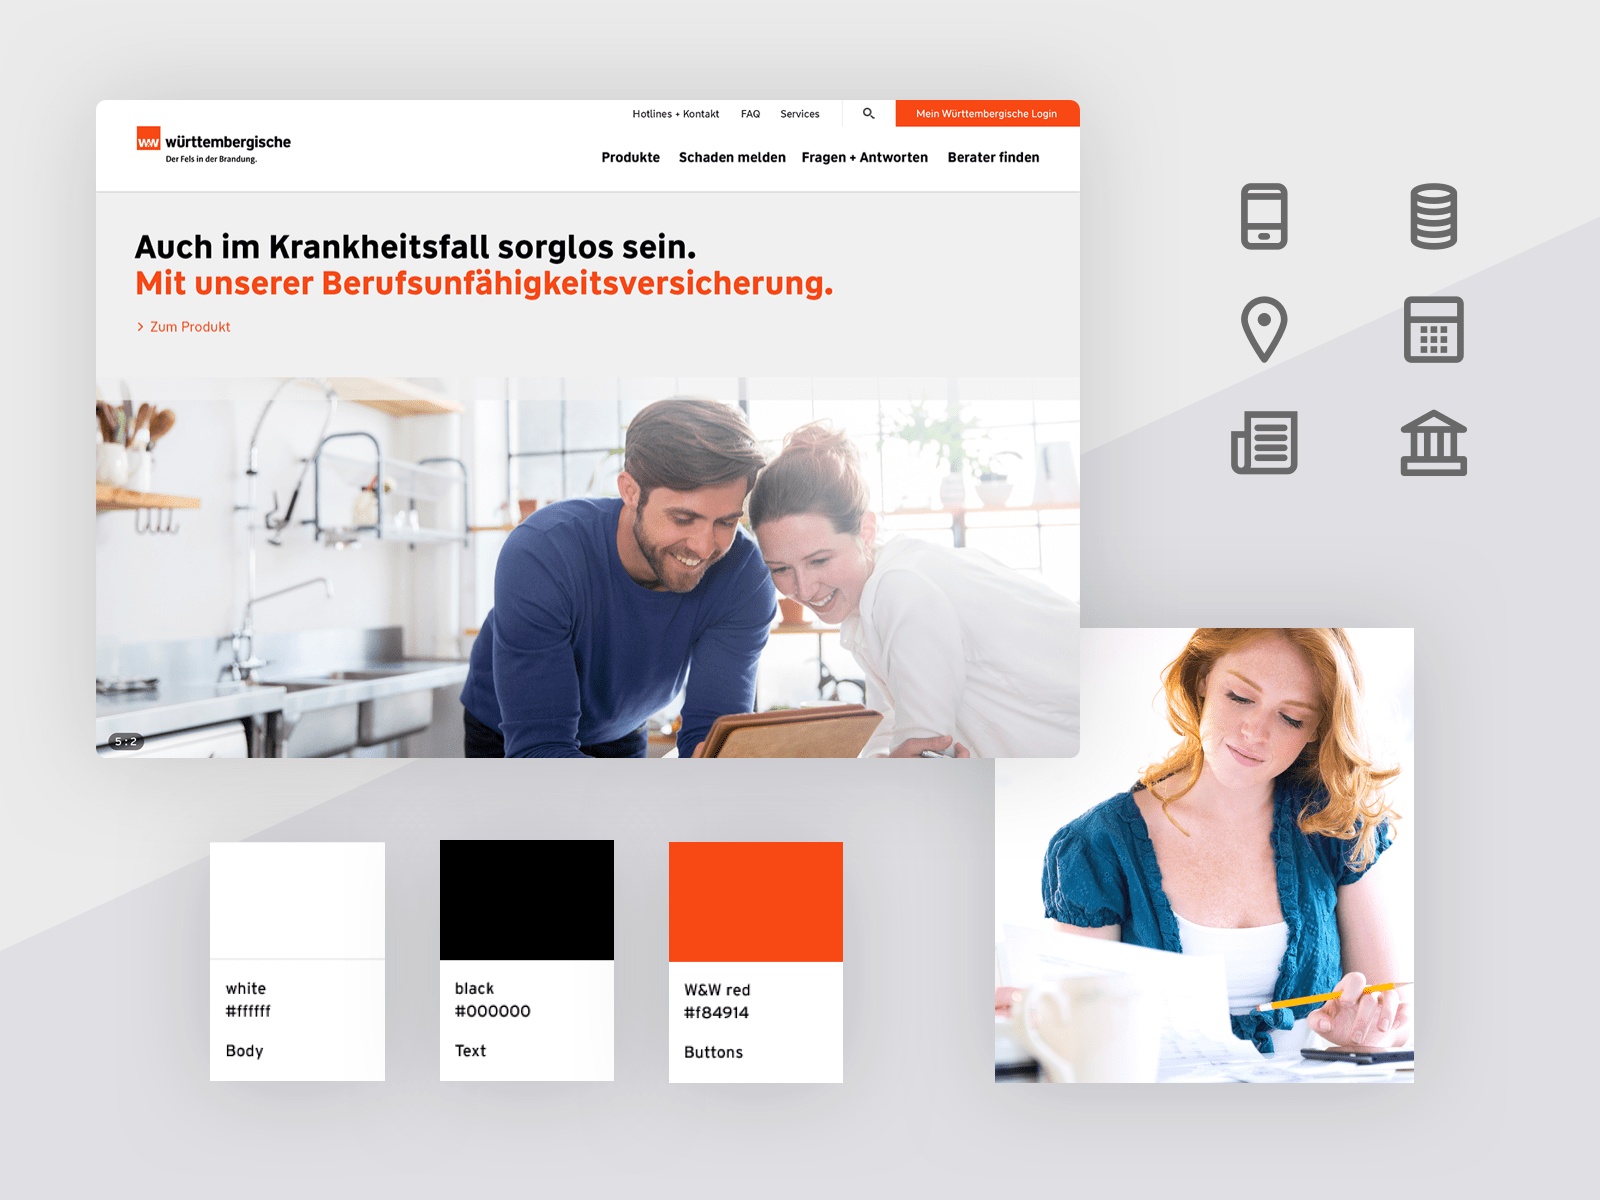 Hotlines + Kontakt FAQ Services Mein Württembergische Login
W&W württembergische
Der Fels in der Brandung.
Produkte Schaden melden Fragen + Antworten Berater finden
Auch im Krankheitsfall sorglos sein.
Mit unserer Berufsunfähigkeitsversicherung.
> Zum Produkt
5:2
white
#ffffff
Body
black
#000000
Text
W&W red
#f84914
Buttons